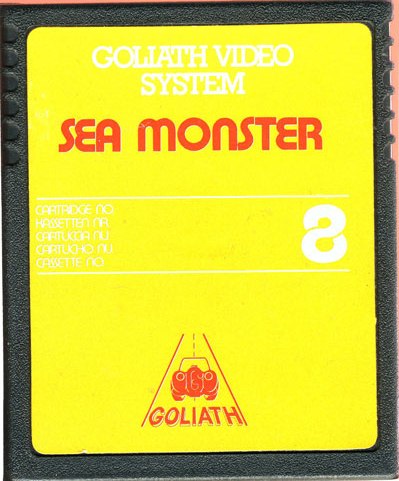 GOLIATH VIDEO
SYSTEM
SEA MONSTER
CARTRIDGE NO.
KASSETTEN NR.
CARTUCCIA NU.
CARTUCHO NU.
CASSETTE NO.
8
GOLIATH